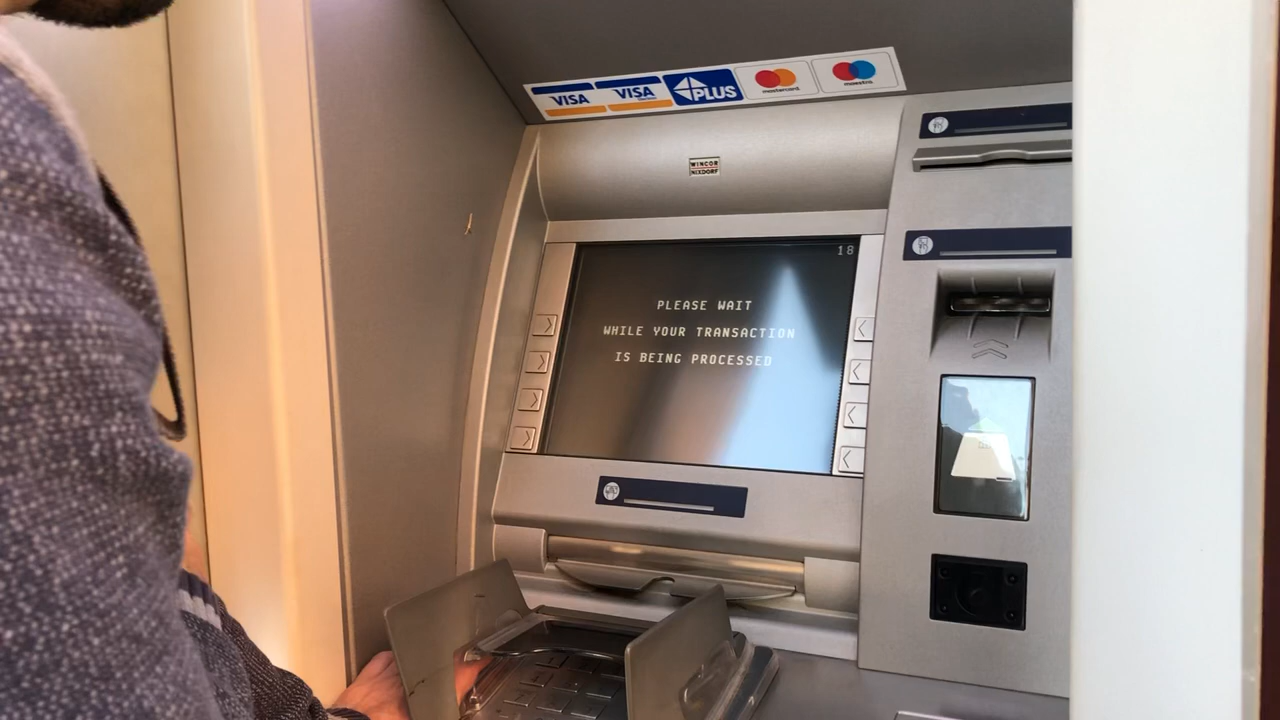 VISA
VISA
PLUS
mastercard.
maestro.
WINCOR
NIXDORF
18
PLEASE WAIT
WHILE YOUR TRANSACTION
IS BEING PROCESSED